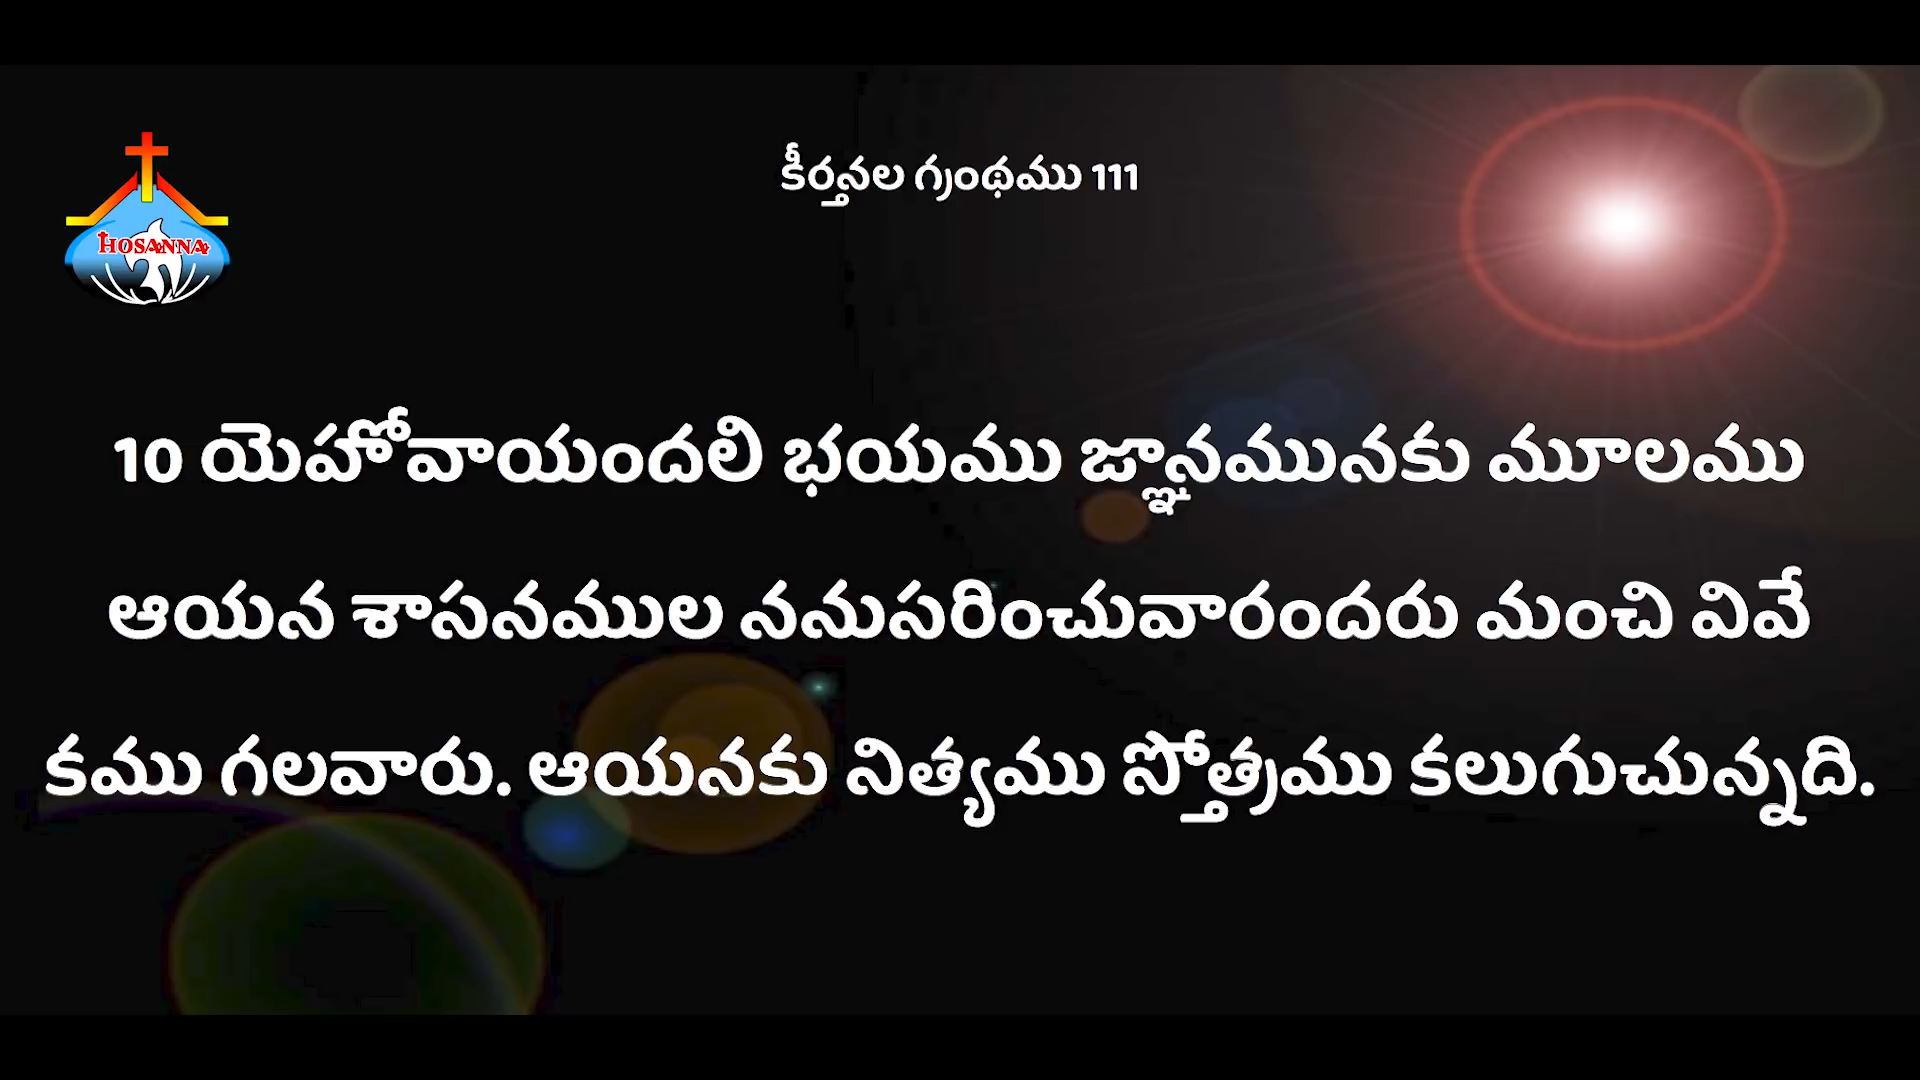 కీర్తనల గ్రంథము 111
HOSANNA
10 యెహోవాయందలి భయము జ్ఞానమునకు మూలము
ఆయన శాసనముల ననుసరించువారందరు మంచి వివే
కము గలవారు. ఆయనకు నిత్యము స్తోత్రము కలుగుచున్నది.